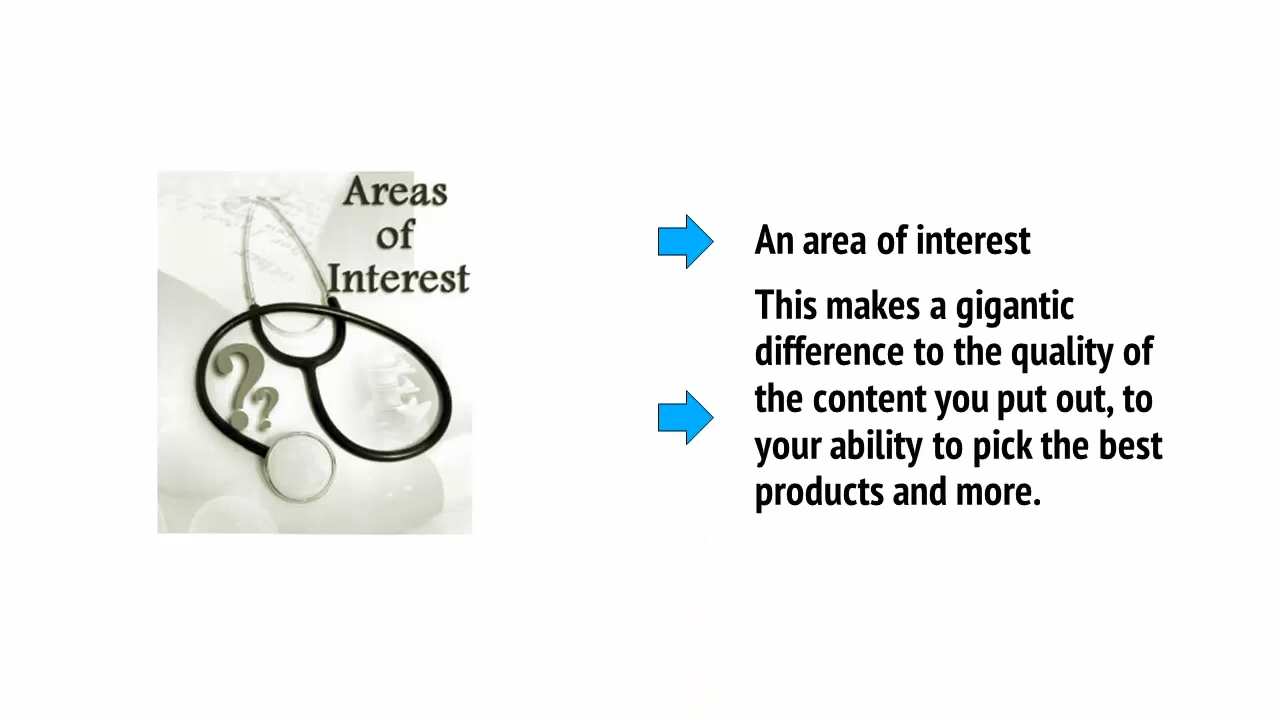 Areas
of
Interest
??
An area of interest
This makes a gigantic
difference to the quality of
the content you put out, to
your ability to pick the best
products and more.